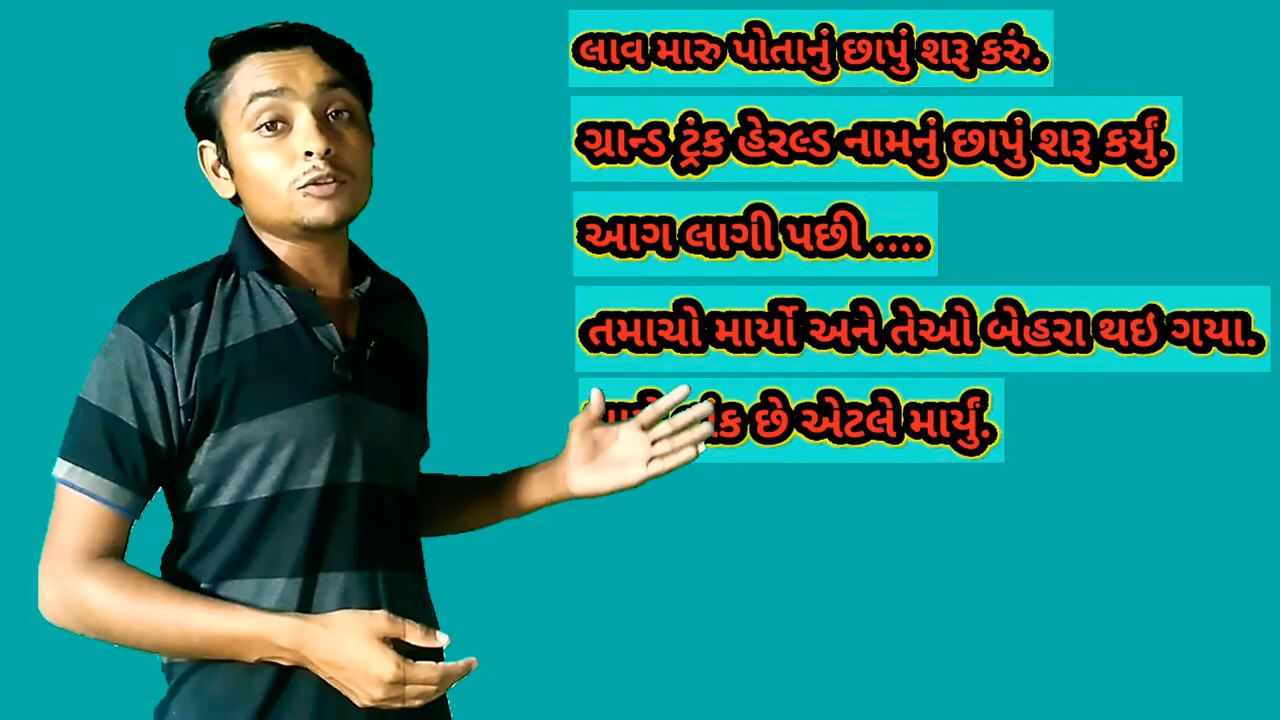 લાવ મારુ પોતાનું છાપું શરૂ કરું.
ગ્રાન્ડ ટ્રંક હેરલ્ડ નામનું છાપું શરૂ કર્યું.
આગ લાગી પછી ....
તમાચો માર્યો અને તેઓ બેહરા થઇ ગયા.
છે એટલે માર્યું.